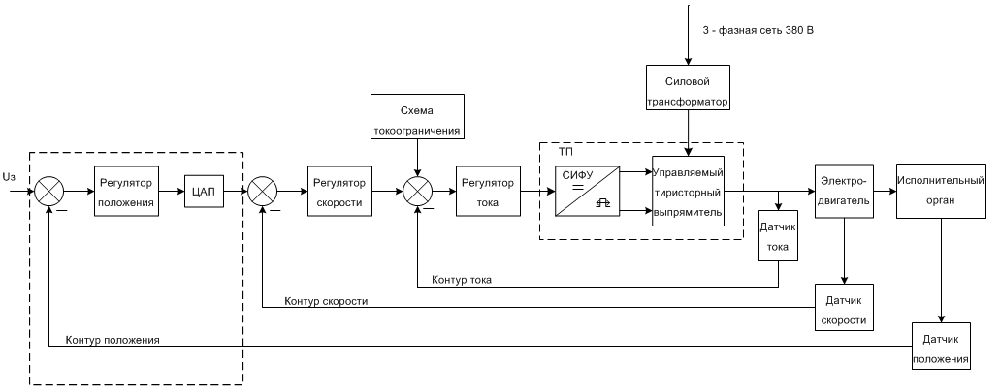 3 - фазная сеть 380 В
Силовой
трансформатор
Схема
токоограничения
ТП
Uз
Регулятор
положения
ЦАП
Регулятор
скорости
Регулятор
тока
СИФУ
Управляемый
тиристорный
выпрямитель
Электро-
двигатель
Исполнительный
орган
Датчик
тока
Контур тока
Контур скорости
Датчик
скорости
Контур положения
Датчик
положения